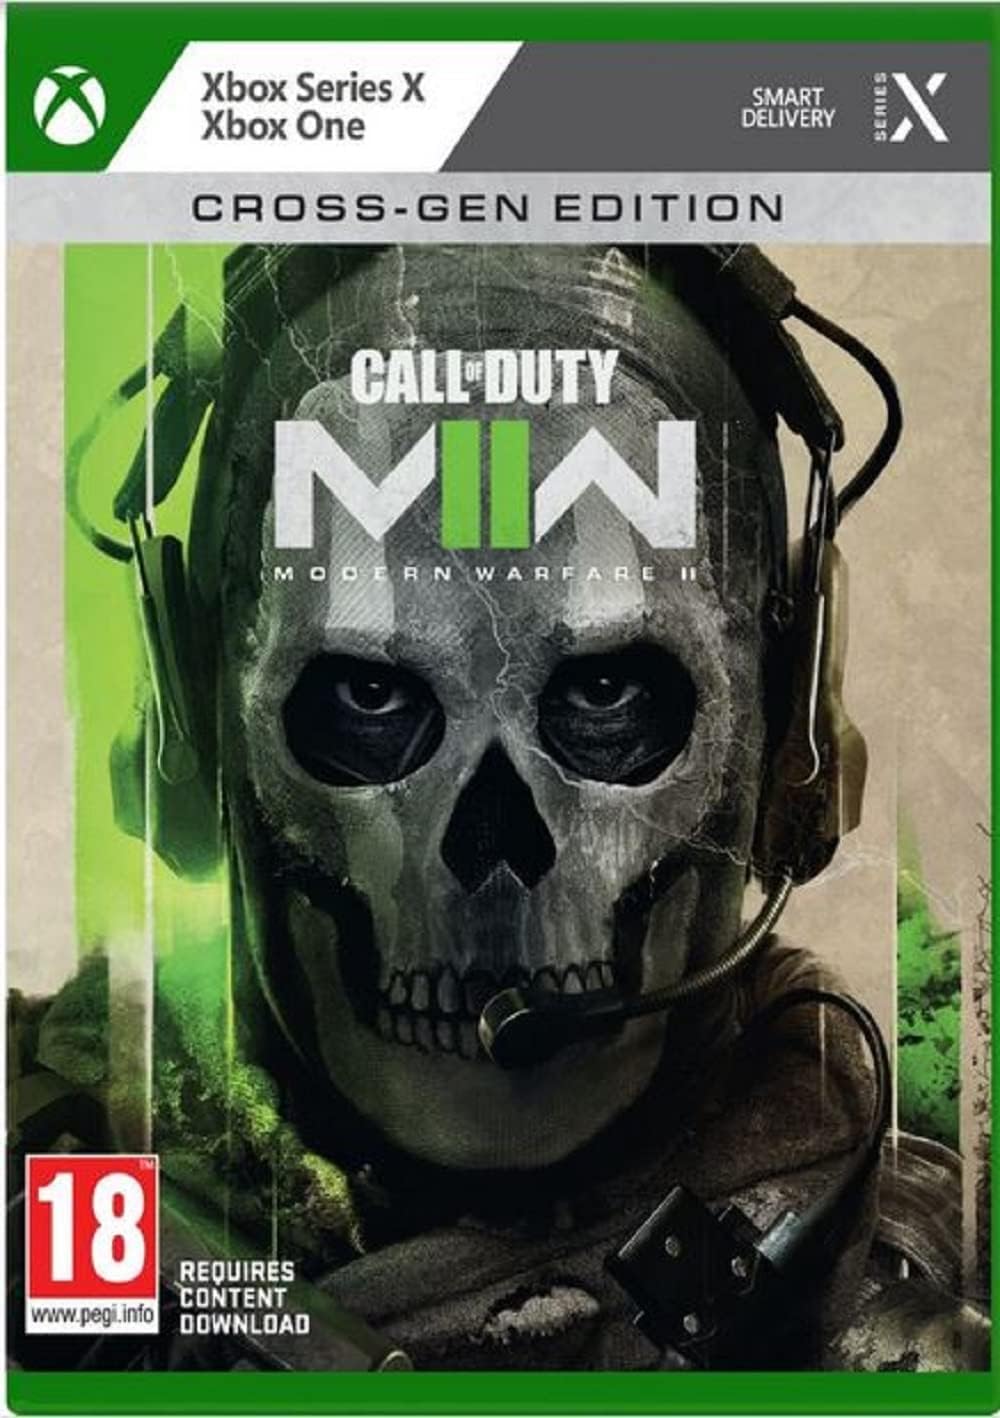 Xbox Series X
Xbox One
SMART
DELIVERY
SERIES
X
CROSS-GEN EDITION
CALL OF DUTY
MIIW
MODERN WARFARE II
18
TM
www.pegi.info
REQUIRES
CONTENT
DOWNLOAD